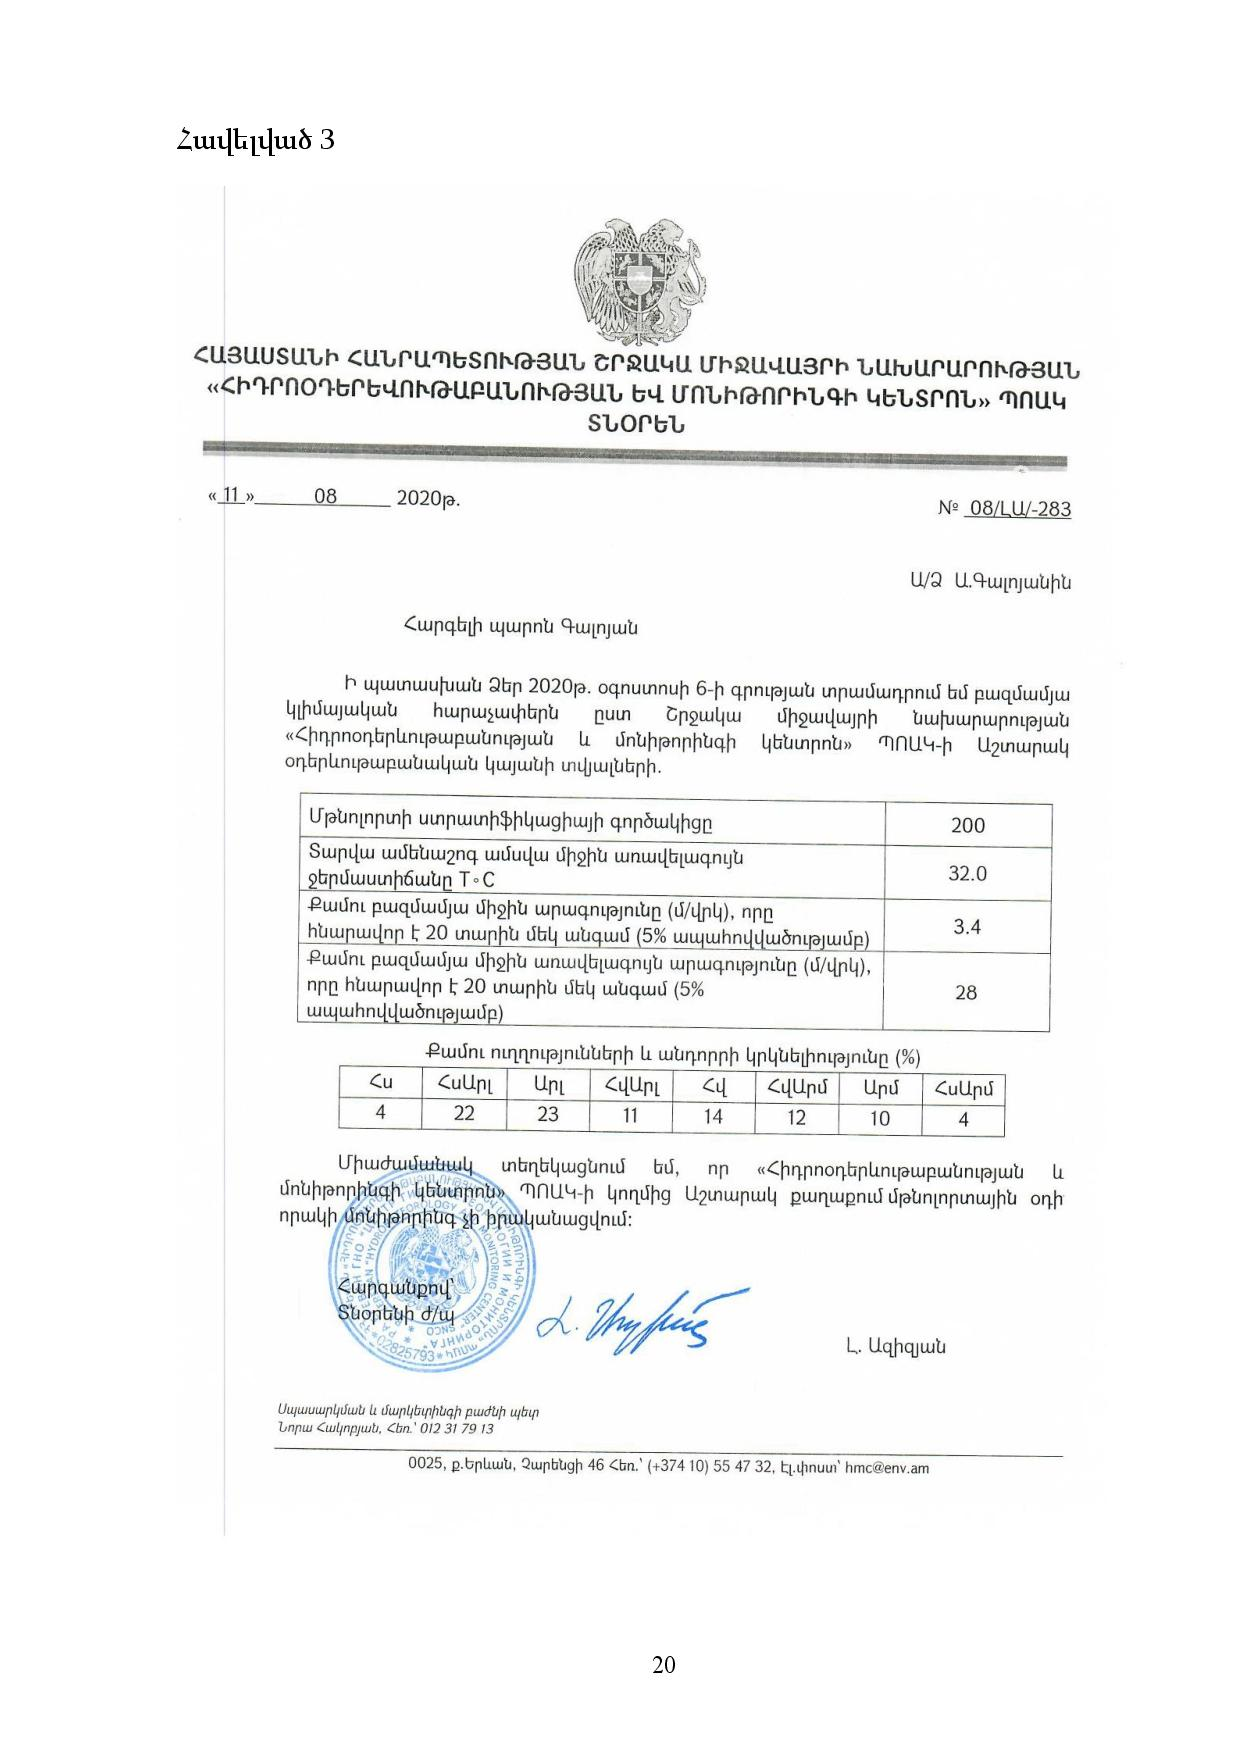 Հավելված 3
ՀԱՅԱՍՏԱՆԻ ՀԱՆՐԱՊԵՏՈՒԹՅԱՆ ՇՐՋԱԿԱ ՄԻՋԱՎԱՅՐԻ ՆԱԽԱՐԱՐՈՒԹՅԱՆ
«ՀԻԴՐՈՕԴԵՐԵՎՈՒԹԱԲԱՆՈՒԹՅԱՆ ԵՎ ՄՈՆԻԹՈՐԻՆԳԻ ԿԵՆՏՐՈՆ» ՊՈԱԿ
ՏՆՕՐԵՆ
« 11 » 08 2020թ.
№ 08/ԼԱ/-283
Ա/Ձ Ա.Գալոյանին
Հարգելի պարոն Գալոյան
Ի պատասխան Ձեր 2020թ. օգոստոսի 6-ի գրության տրամադրում եմ բազմամյա
կլիմայական հարաչափերն ըստ Շրջակա միջավայրի նախարարության
«Հիդրոօդերևութաբանության և մոնիթորինգի կենտրոն» ՊՈԱԿ-ի Աշտարակ
օդերևութաբանական կայանի տվյալների.
Մթնոլորտի ստրատիֆիկացիայի գործակիցը 200
Տարվա ամենաշոգ ամսվա միջին առավելագույն
ջերմաստիճանը T∘C 32.0
Քամու բազմամյա միջին արագությունը (մ/վրկ), որը
հնարավոր է 20 տարին մեկ անգամ (5% ապահովվածությամբ) 3.4
Քամու բազմամյա միջին առավելագույն արագությունը (մ/վրկ),
որը հնարավոր է 20 տարին մեկ անգամ (5% 28
ապահովվածությամբ)
Քամու ուղղությունների և անդորրի կրկնելիությունը (%)
Հս ՀսԱրլ Արլ ՀվԱրլ Հվ ՀվԱրմ Արմ ՀսԱրմ
4 22 23 11 14 12 10 4
Միաժամանակ տեղեկացնում եմ, որ «Հիդրոօդերևութաբանության և
մոնիթորինգի կենտրոն» ՊՈԱԿ-ի կողմից Աշտարակ քաղաքում մթնոլորտային օդի
որակի մոնիթորինգ չի իրականացվում:
Հարգանքով՝
Տնօրենի ժ/պ
Լ. Ազիզյան
Սպասարկման և մարկետինգի բաժնի պետ
Նորա Հակոբյան, Հեռ.՝ 012 31 79 13
0025, ք.Երևան, Չարենցի 46 Հեռ.՝ (+374 10) 55 47 32, Էլ.փոստ՝ hmc@env.am
20